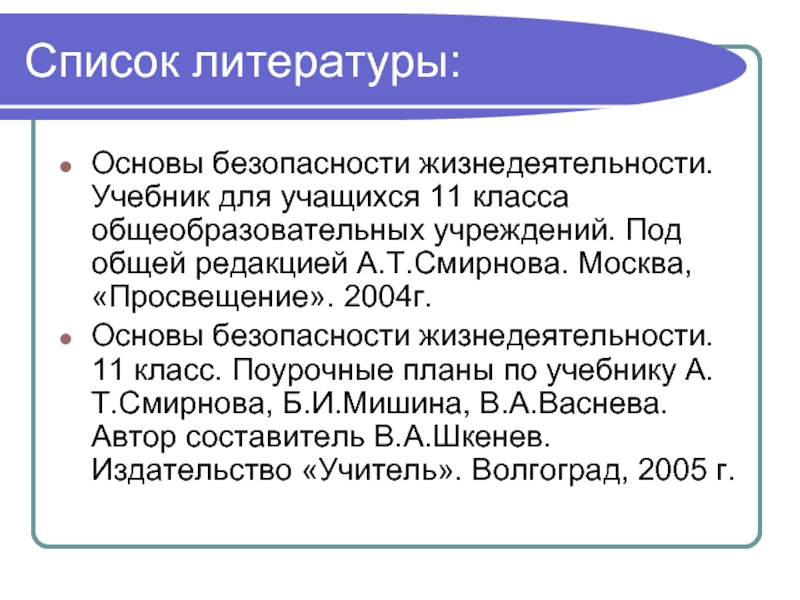 Список литературы:
Основы безопасности жизнедеятельности.
Учебник для учащихся 11 класса
общеобразовательных учреждений. Под
общей редакцией А.Т.Смирнова. Москва,
«Просвещение». 2004г.
Основы безопасности жизнедеятельности.
11 класс. Поурочные планы по учебнику А.
Т.Смирнова, Б.И.Мишина, В.А.Васнева.
Автор составитель В.А.Шкенев.
Издательство «Учитель». Волгоград, 2005 г.